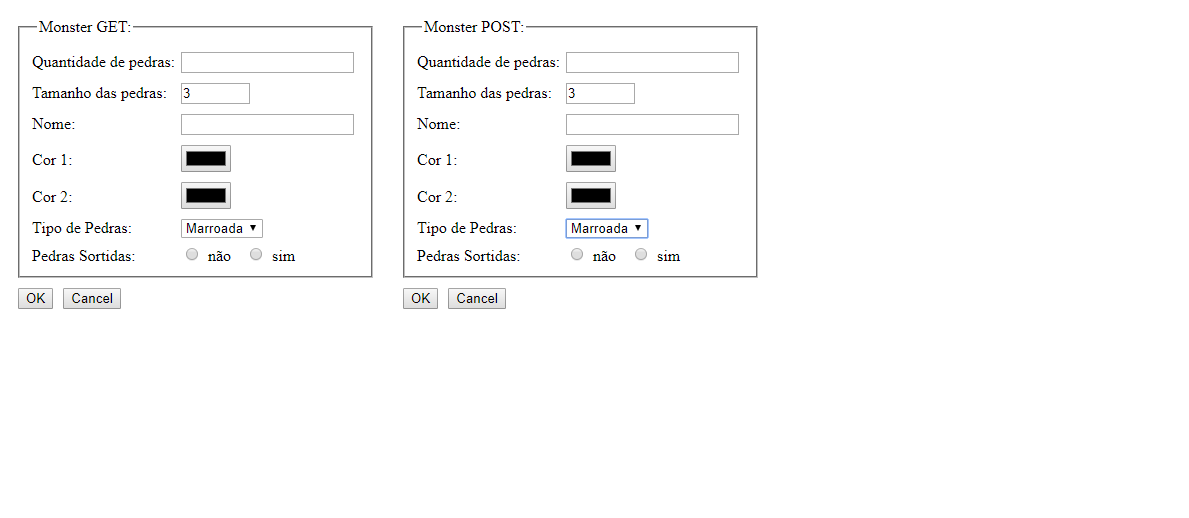 Monster GET:
Quantidade de pedras:
Tamanho das pedras: 3
Nome:
Cor 1:
Cor 2:
Tipo de Pedras: Marroada
Pedras Sortidas: não sim
OK Cancel
Monster POST:
Quantidade de pedras:
Tamanho das pedras: 3
Nome:
Cor 1:
Cor 2:
Tipo de Pedras: Marroada
Pedras Sortidas: não sim
OK Cancel